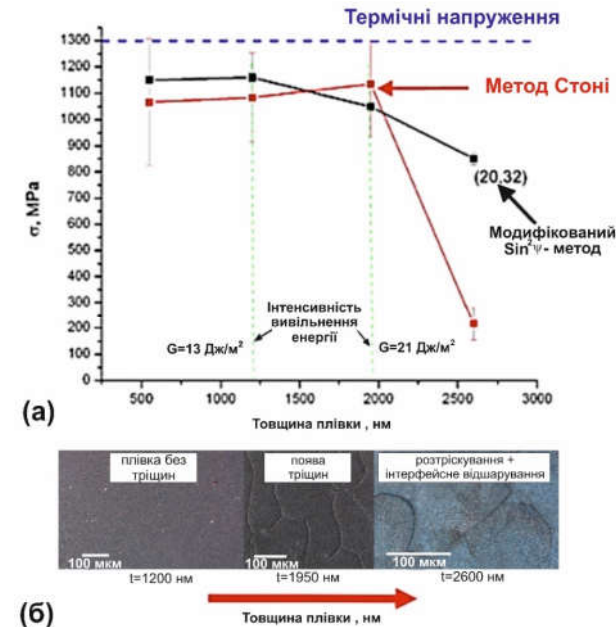 Термічні напруження
1300
1200
1100
1000
900
800
700
600
500
400
300
200
100
0
σ, MPa
Метод Стоні
(20,32)
Модифікований
Sin²ψ- метод
Інтенсивність
вивільнення
енергії
G=13 Дж/м²
G=21 Дж/м²
500 1000 1500 2000 2500 3000
(а)
Товщина плівки , нм
плівка без
тріщин
поява
тріщин
розтріскування +
інтерфейсне відшарування
100 мкм
100 мкм
100 мкм
t=1200 нм
t=1950 нм
t=2600 нм
(б)
Товщина плівки, нм